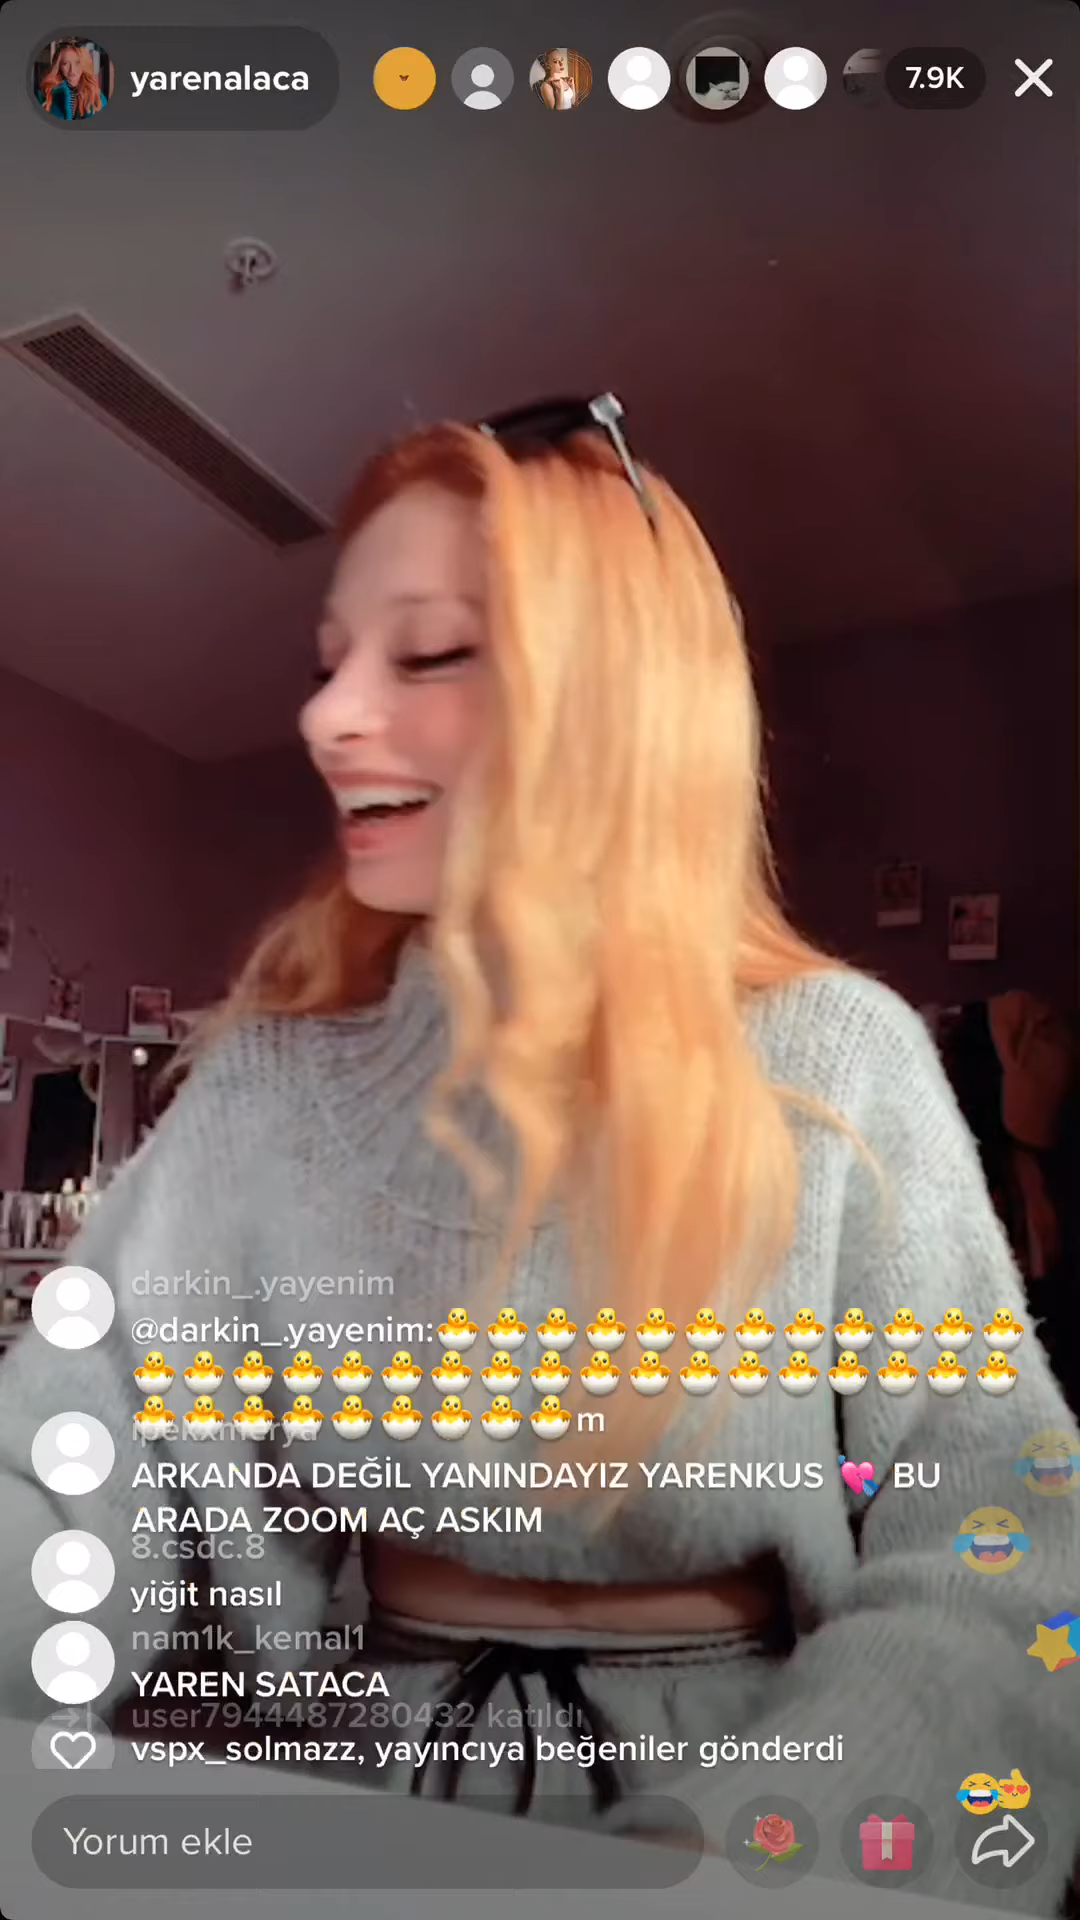 yarenalaca
7.9K
darkin_.yayenim
@darkin_.yayenim:🐣🐣🐣🐣🐣🐣🐣🐣🐣🐣🐣🐣
🐣🐣🐣🐣🐣🐣🐣🐣🐣🐣🐣🐣🐣🐣🐣🐣🐣🐣
🐣🐣🐣🐣🐣🐣🐣🐣🐣m
ipekxmerya
ARKANDA DEĞİL YANINDAYIZ YARENKUS 💘 BU
ARADA ZOOM AÇ ASKIM
8.csdc.8
yiğit nasıl
nam1k_kemal1
YAREN SATACA
user7944487280432 katıldı
vspx_solmazz, yayıncıya beğeniler gönderdi
Yorum ekle